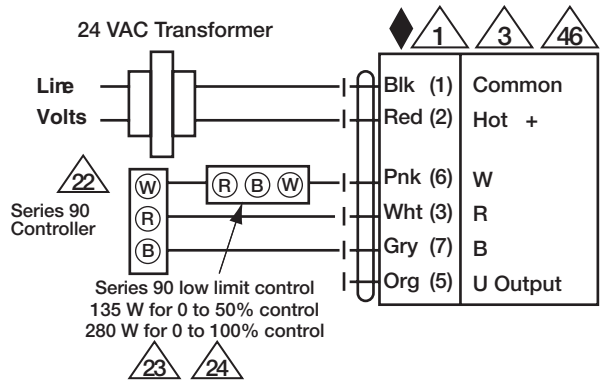 24 VAC Transformer
1 3 46
Line
Volts
Blk (1) Common
Red (2) Hot +
22
Series 90
Controller
W
R
B
R B W
Pnk (6) W
Wht (3) R
Gry (7) B
Org (5) U Output
Series 90 low limit control
135 W for 0 to 50% control
280 W for 0 to 100% control
23 24